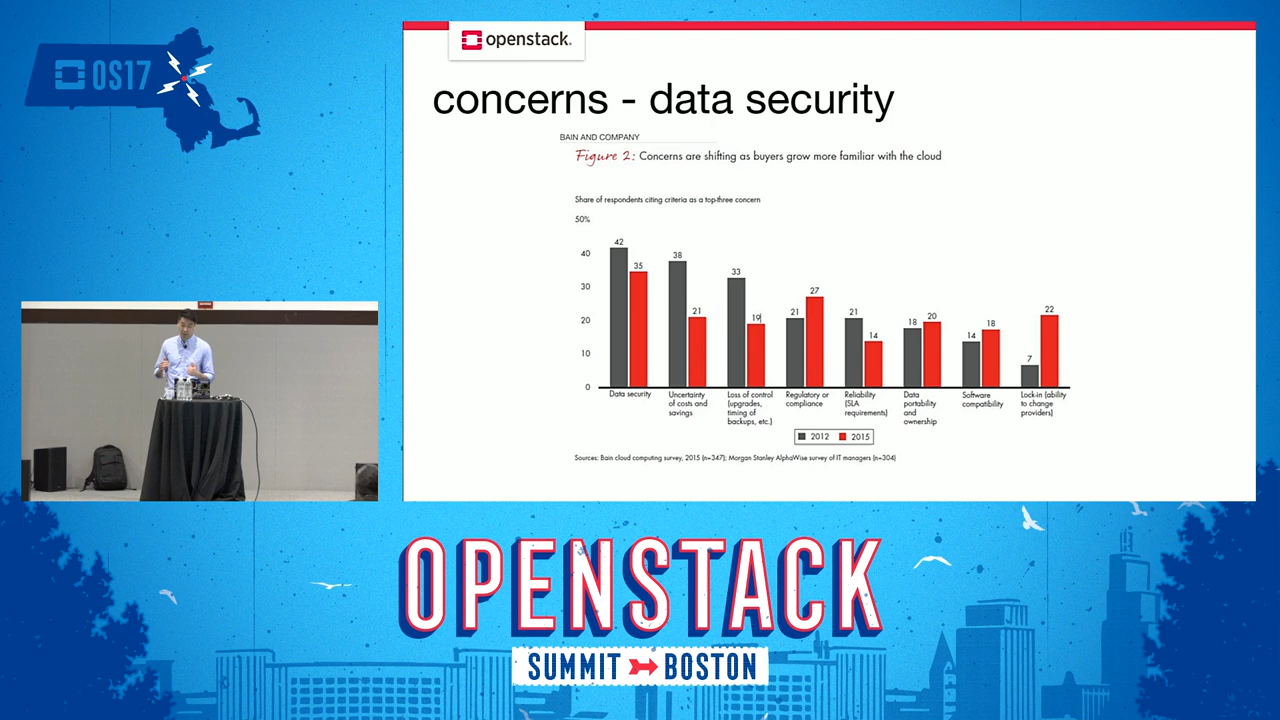 OS17
openstack.
concerns - data security
BAIN AND COMPANY
Figure 2: Concerns are shifting as buyers grow more familiar with the cloud
Share of respondents citing criteria as a top-three concern
50%
40
30
20
10
0
42
35
38
21
33
19
21
27
21
14
18
20
14
18
7
22
Data security
Uncertainty
of costs and
savings
Loss of control
(upgrades,
timing of
backups, etc.)
Regulatory or
compliance
Reliability
(SLA
requirements)
Data
portability
and
ownership
Software
compatibility
Lock-in (ability
to change
providers)
2012 2015
Sources: Bain cloud computing survey, 2015 (n=347); Morgan Stanley AlphaWise survey of IT managers (n=304)
OPENSTACK
SUMMIT BOSTON